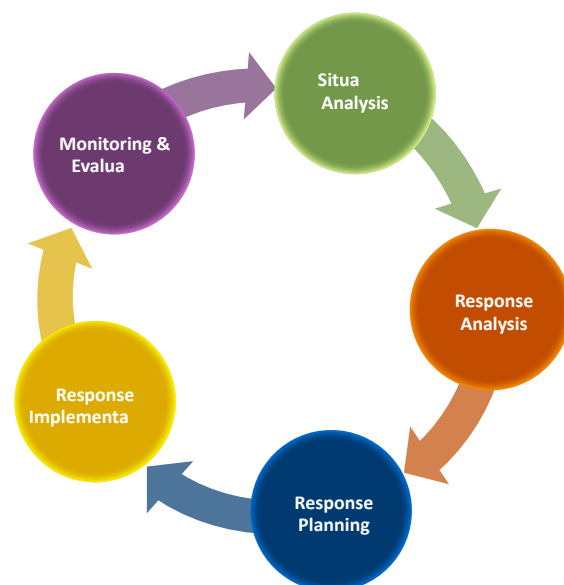 Situa
Analysis
Response
Analysis
Response
Planning
Response
Implementa
Monitoring &
Evalua